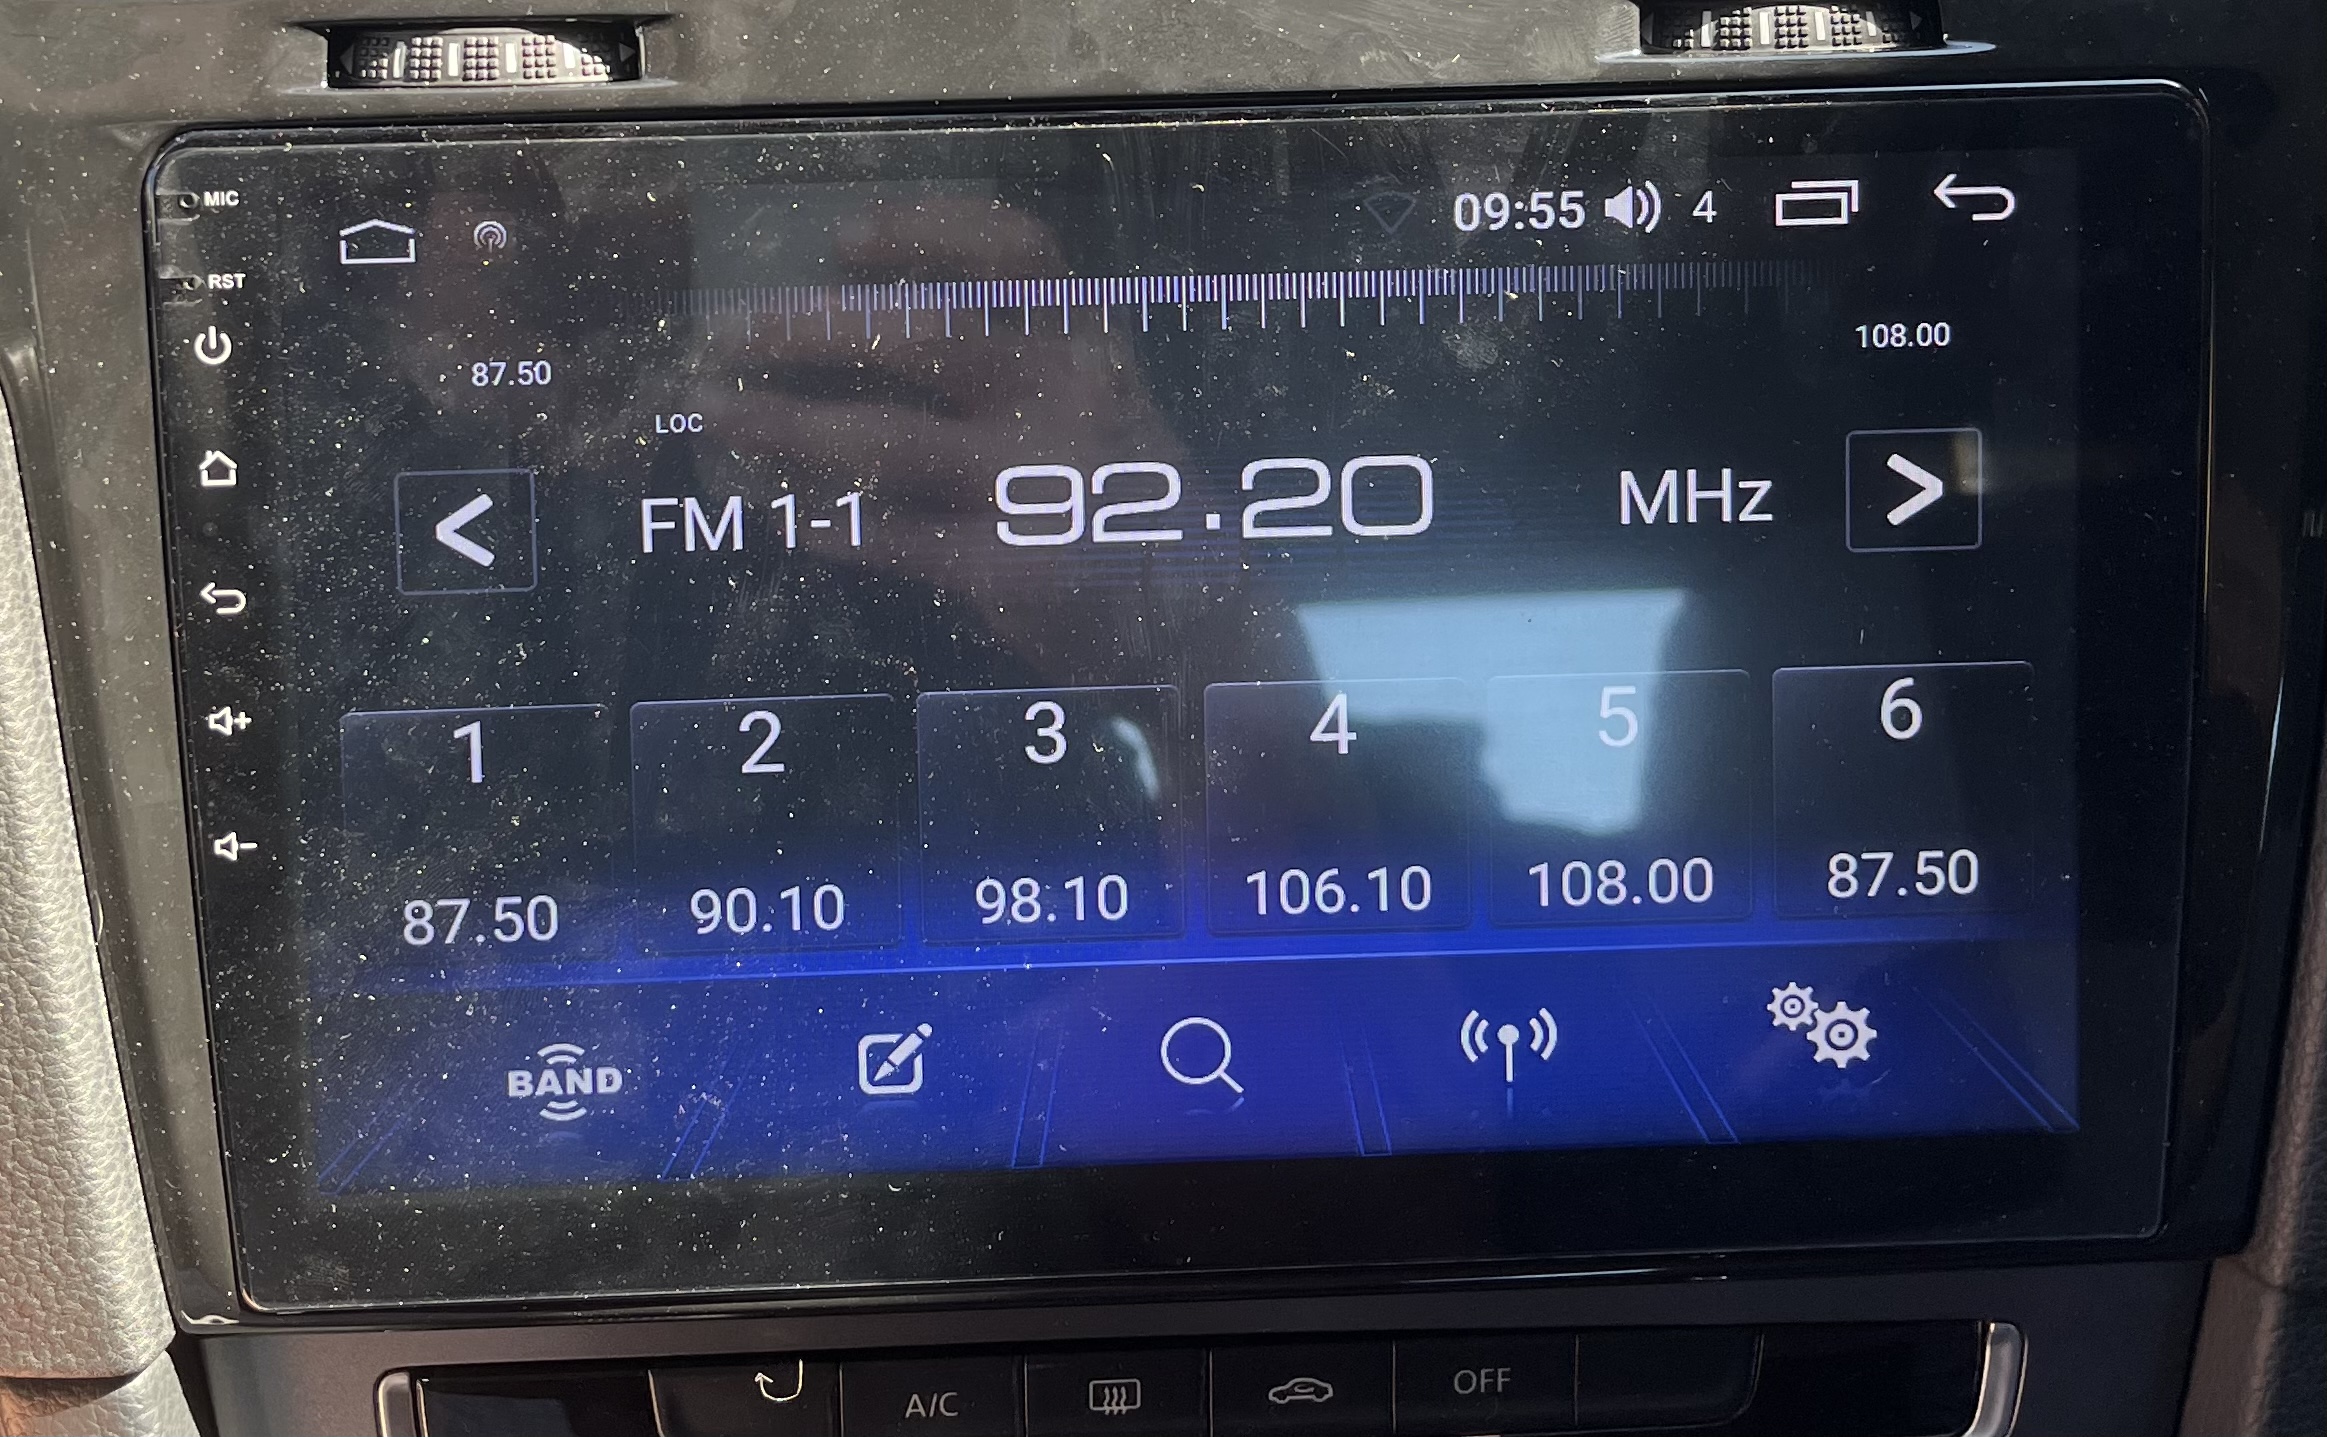 MIC
09:55 4
RST
108.00
87.50
LOC
FM 1-1 92.20 MHz
1 2 3 4 5 6
87.50 90.10 98.10 106.10 108.00 87.50
BAND
A/C OFF